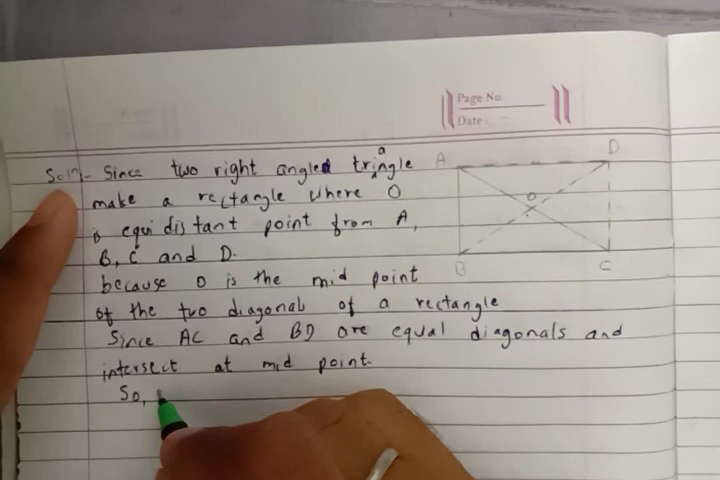 Page No.
Date :
Soln- Since two right angled triangle
make a rectangle where O
is equidistant point from A,
B, C and D.
because O is the mid point
of the two diagonal of a rectangle
Since AC and BD are equal diagonals and
intersect at mid point.
So,
A D
O
B C